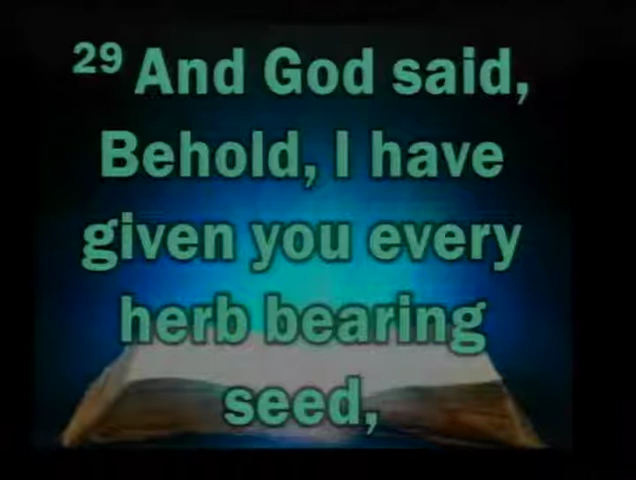 29 And God said,
Behold, I have
given you every
herb bearing
seed,